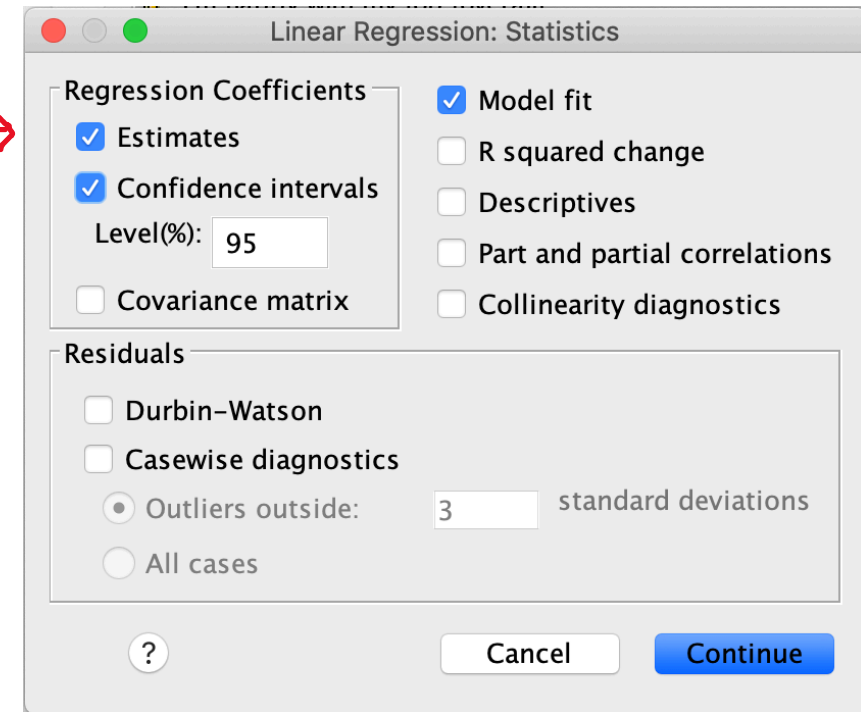 Linear Regression: Statistics
Regression Coefficients
Estimates
Confidence intervals
Level(%): 95
Covariance matrix
Model fit
R squared change
Descriptives
Part and partial correlations
Collinearity diagnostics
Residuals
Durbin-Watson
Casewise diagnostics
Outliers outside: 3 standard deviations
All cases
? Cancel Continue